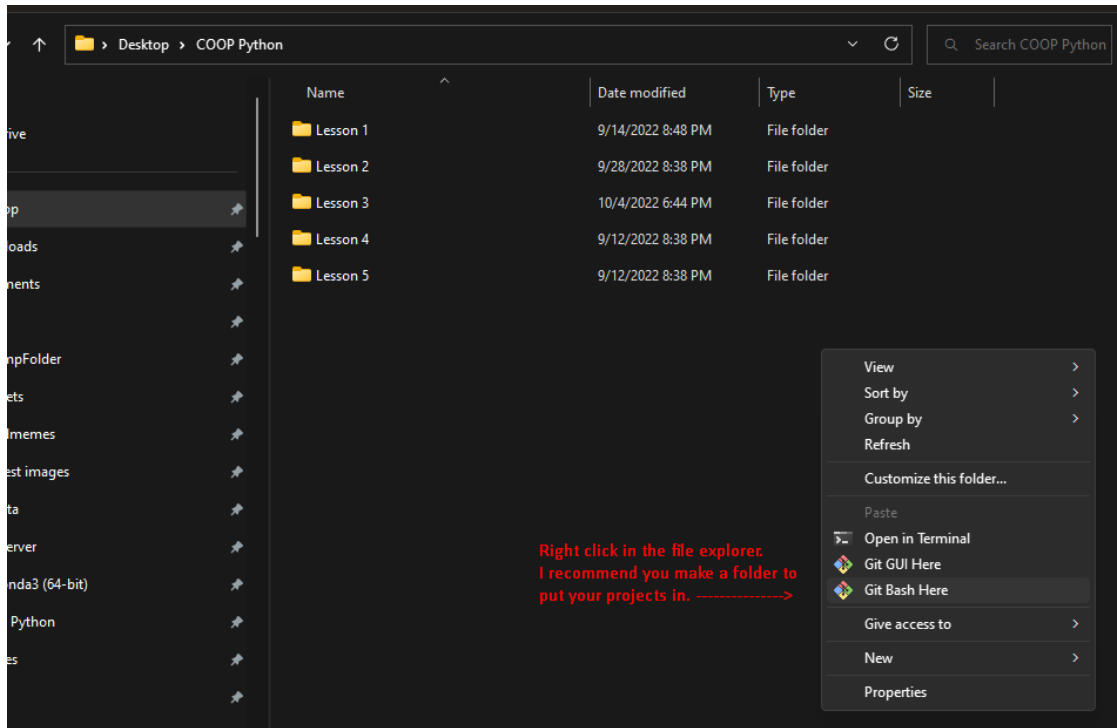 Desktop > COOP Python
Search COOP Python
Name Date modified Type Size
Lesson 1 9/14/2022 8:48 PM File folder
Lesson 2 9/28/2022 8:38 PM File folder
Lesson 3 10/4/2022 6:44 PM File folder
Lesson 4 9/12/2022 8:38 PM File folder
Lesson 5 9/12/2022 8:38 PM File folder
rive
op
oads
ments
mpFolder
ets
lmemes
est images
ta
erver
nda3 (64-bit)
Python
es
Right click in the file explorer.
I recommend you make a folder to
put your projects in. --------------->
View
Sort by
Group by
Refresh
Customize this folder...
Paste
Open in Terminal
Git GUI Here
Git Bash Here
Give access to
New
Properties